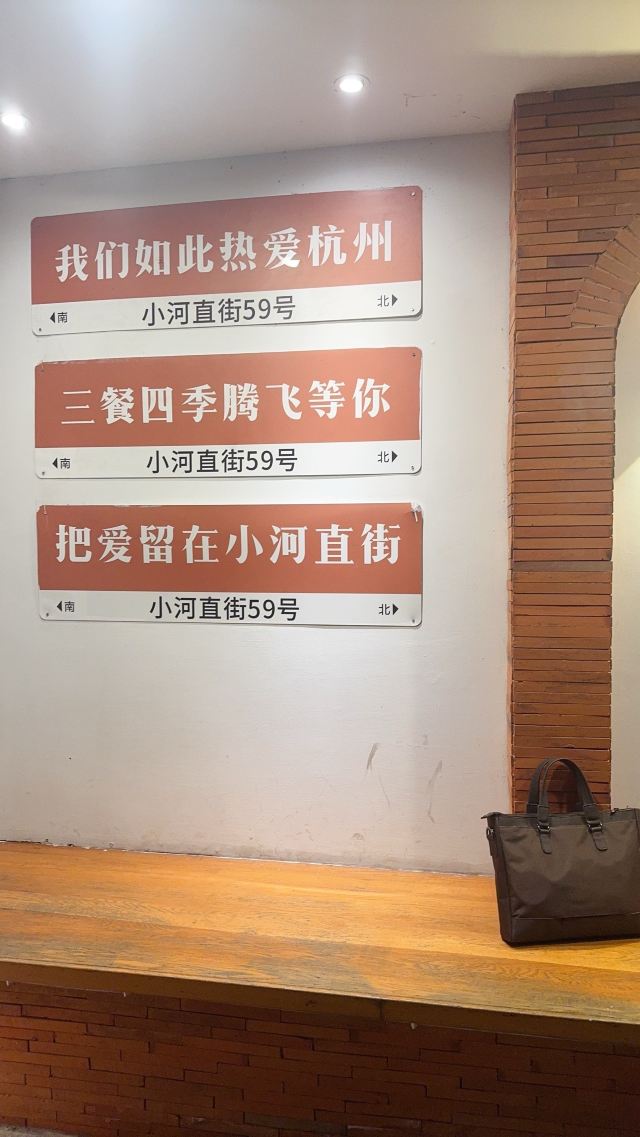 我们如此热爱杭州
南 小河直街59号 北
三餐四季腾飞等你
南 小河直街59号 北
把爱留在小河直街
南 小河直街59号 北